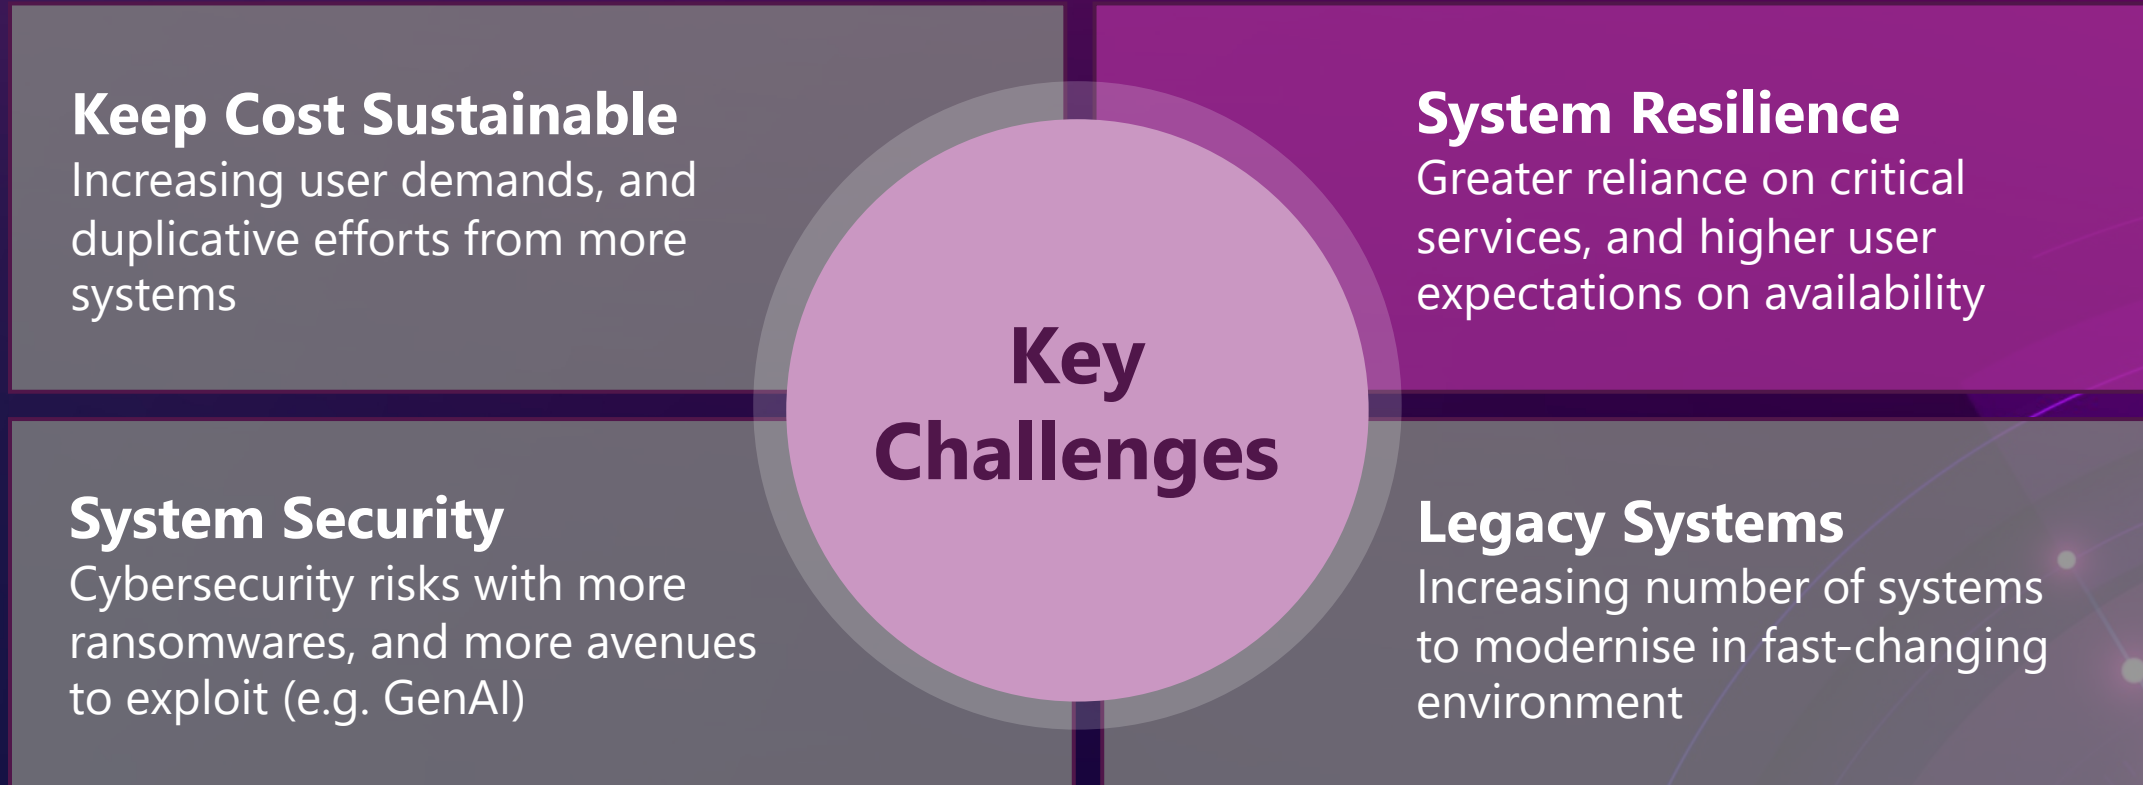 Keep Cost Sustainable
Increasing user demands, and
duplicative efforts from more
systems
System Resilience
Greater reliance on critical
services, and higher user
expectations on availability
Key
Challenges
System Security
Cybersecurity risks with more
ransomwares, and more avenues
to exploit (e.g. GenAI)
Legacy Systems
Increasing number of systems
to modernise in fast-changing
environment